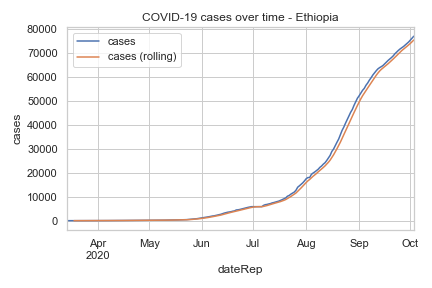 COVID-19 cases over time - Ethiopia
cases
cases (rolling)
80000
70000
60000
50000
40000
30000
20000
10000
0
cases
Apr
2020
May
Jun
Jul
Aug
Sep
Oct
dateRep